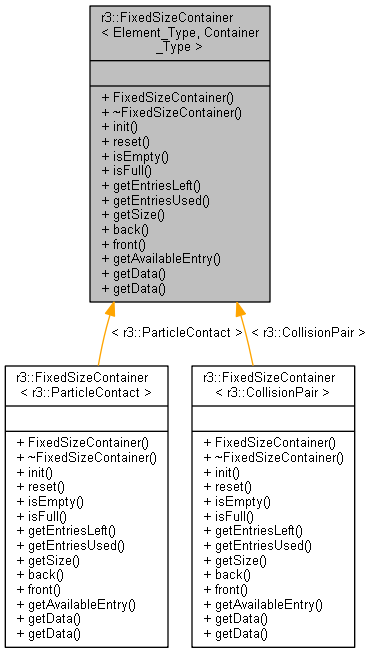 r3::FixedSizeContainer
< Element_Type, Container
_Type >
+ FixedSizeContainer()
+ ~FixedSizeContainer()
+ init()
+ reset()
+ isEmpty()
+ isFull()
+ getEntriesLeft()
+ getEntriesUsed()
+ getSize()
+ back()
+ front()
+ getAvailableEntry()
+ getData()
+ getData()
< r3::ParticleContact >
< r3::CollisionPair >
r3::FixedSizeContainer
< r3::ParticleContact >
+ FixedSizeContainer()
+ ~FixedSizeContainer()
+ init()
+ reset()
+ isEmpty()
+ isFull()
+ getEntriesLeft()
+ getEntriesUsed()
+ getSize()
+ back()
+ front()
+ getAvailableEntry()
+ getData()
+ getData()
r3::FixedSizeContainer
< r3::CollisionPair >
+ FixedSizeContainer()
+ ~FixedSizeContainer()
+ init()
+ reset()
+ isEmpty()
+ isFull()
+ getEntriesLeft()
+ getEntriesUsed()
+ getSize()
+ back()
+ front()
+ getAvailableEntry()
+ getData()
+ getData()